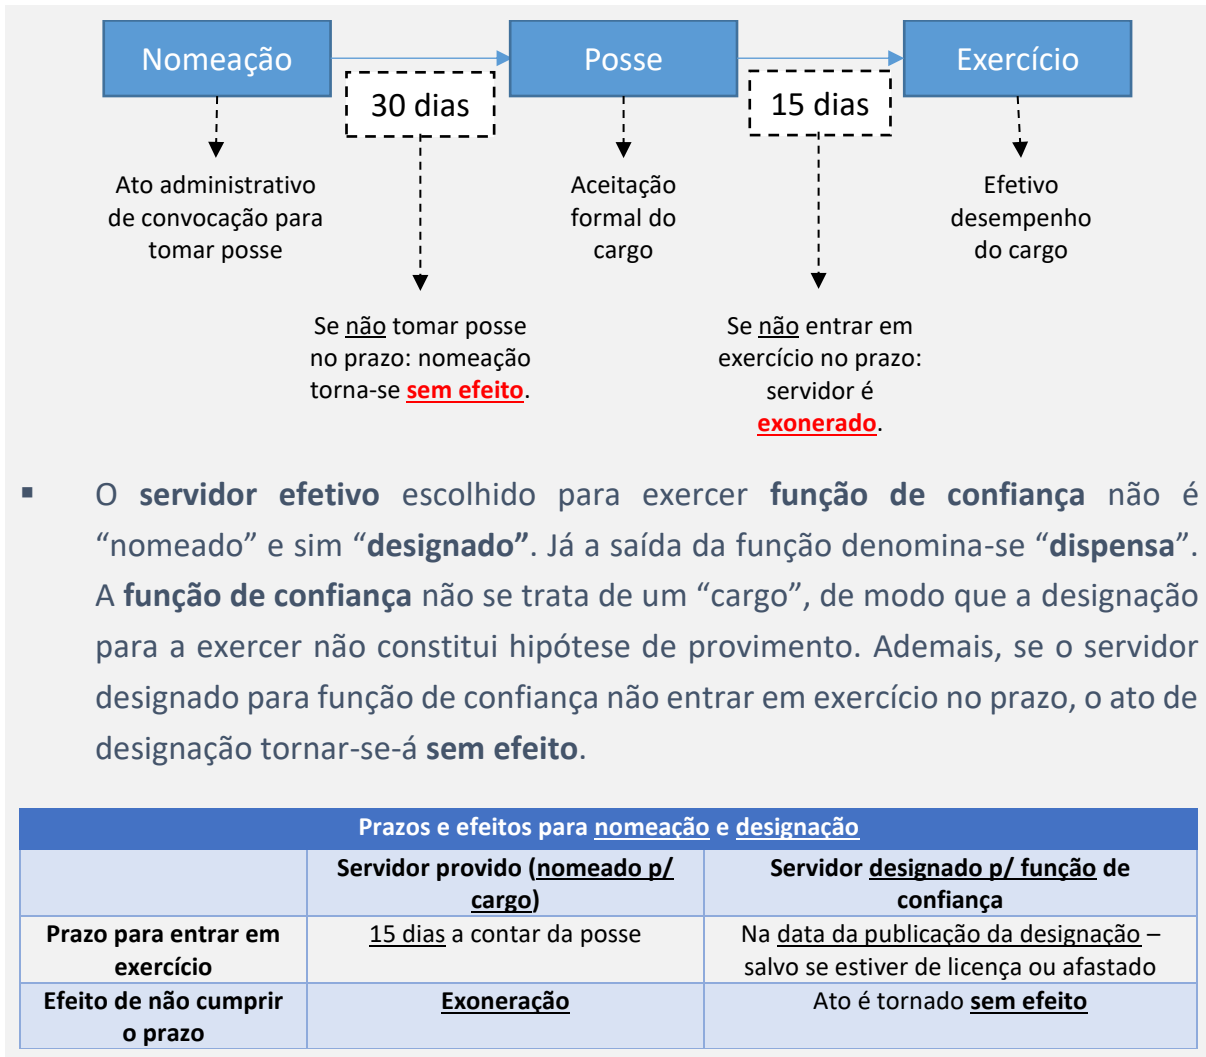 Nomeação
Posse
Exercício
30 dias
15 dias
Ato administrativo
de convocação para
tomar posse
Aceitação
formal do
cargo
Efetivo
desempenho
do cargo
Se não tomar posse
no prazo: nomeação
torna-se sem efeito.
Se não entrar em
exercício no prazo:
servidor é
exonerado.
▪ O servidor efetivo escolhido para exercer função de confiança não é
“nomeado” e sim “designado”. Já a saída da função denomina-se “dispensa”.
A função de confiança não se trata de um “cargo”, de modo que a designação
para a exercer não constitui hipótese de provimento. Ademais, se o servidor
designado para função de confiança não entrar em exercício no prazo, o ato de
designação tornar-se-á sem efeito.
Prazos e efeitos para nomeação e designação
Servidor provido (nomeado p/
cargo)
Servidor designado p/ função de
confiança
Prazo para entrar em
exercício
15 dias a contar da posse
Na data da publicação da designação –
salvo se estiver de licença ou afastado
Efeito de não cumprir
o prazo
Exoneração
Ato é tornado sem efeito